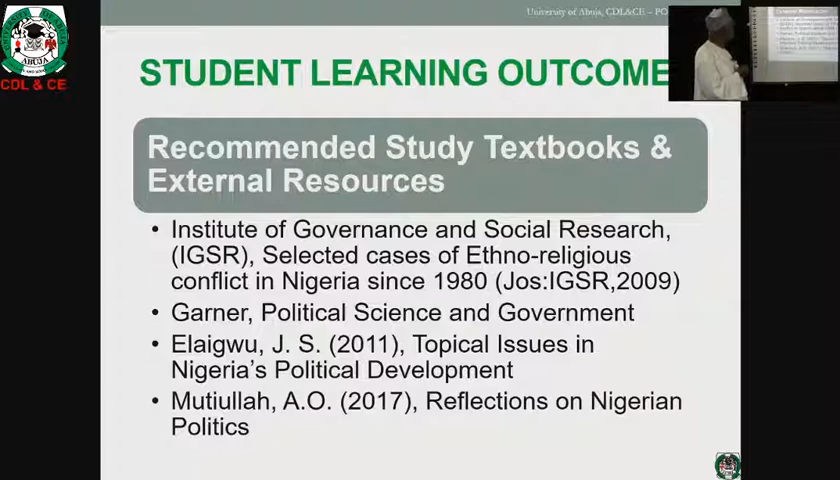 University of Abuja, CDL&CE – PO
ABUJA
CDL & CE
STUDENT LEARNING OUTCOME
Recommended Study Textbooks &
External Resources
• Institute of Governance and Social Research,
(IGSR), Selected cases of Ethno-religious
conflict in Nigeria since 1980 (Jos:IGSR,2009)
• Garner, Political Science and Government
• Elaigwu, J. S. (2011), Topical Issues in
Nigeria's Political Development
• Mutiullah, A.O. (2017), Reflections on Nigerian
Politics